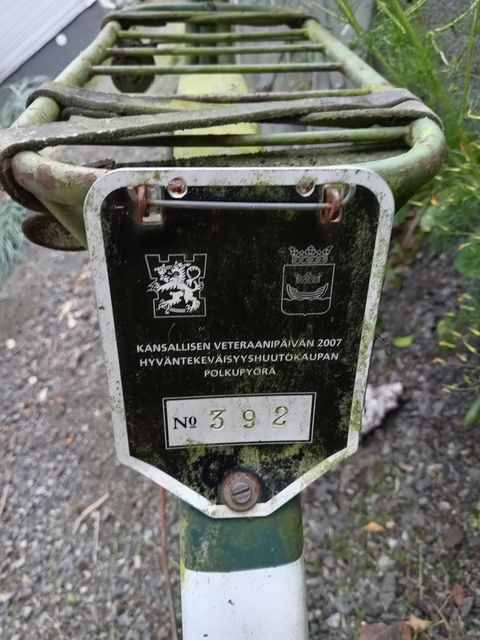 KANSALLISEN VETERAANIPÄIVÄN 2007
HYVÄNTEKEVÄISYYSHUUTOKAUPAN
POLKUPYÖRÄ
Nº 392